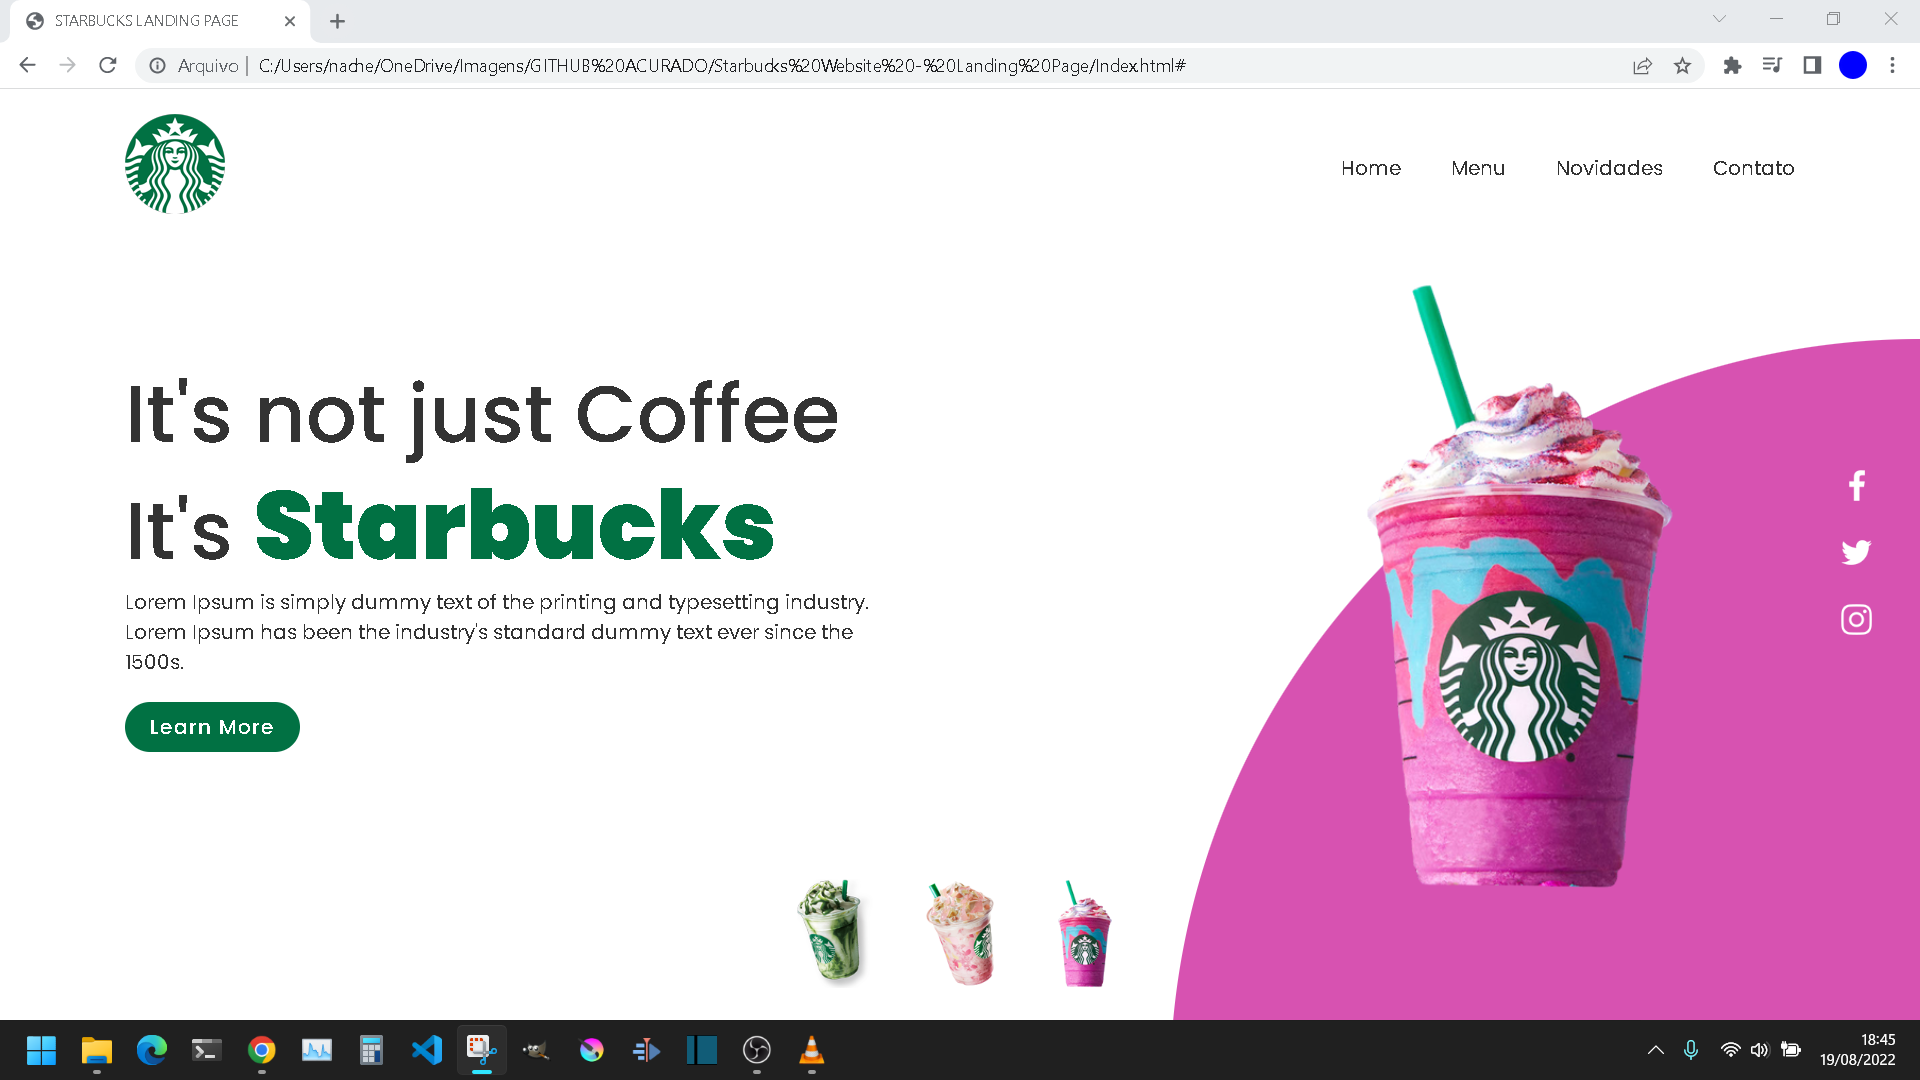 STARBUCKS LANDING PAGE
Arquivo | C:/Users/nache/OneDrive/Imagens/GITHUB%20ACURADO/Starbucks%20Website%20-%20Landing%20Page/Index.html#
Home Menu Novidades Contato
It's not just Coffee
It's Starbucks
Lorem Ipsum is simply dummy text of the printing and typesetting industry.
Lorem Ipsum has been the industry's standard dummy text ever since the
1500s.
Learn More
18:45
19/08/2022